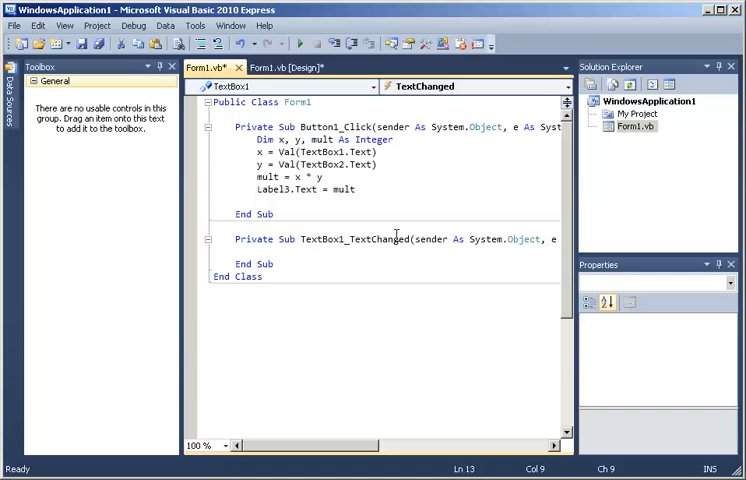 WindowsApplication1 - Microsoft Visual Basic 2010 Express
File Edit View Project Debug Data Tools Window Help
Toolbox
General
There are no usable controls in this
group. Drag an item onto this text
to add it to the toolbox.
Data Sources
Form1.vb* Form1.vb [Design]*
TextBox1 TextChanged
Public Class Form1
Private Sub Button1_Click(sender As System.Object, e As Syst
Dim x, y, mult As Integer
x = Val(TextBox1.Text)
y = Val(TextBox2.Text)
mult = x * y
Label3.Text = mult
End Sub
Private Sub TextBox1_TextChanged(sender As System.Object, e
End Sub
End Class
100 %
Solution Explorer
WindowsApplication1
My Project
Form1.vb
Properties
Ready Ln 13 Col 9 Ch 9